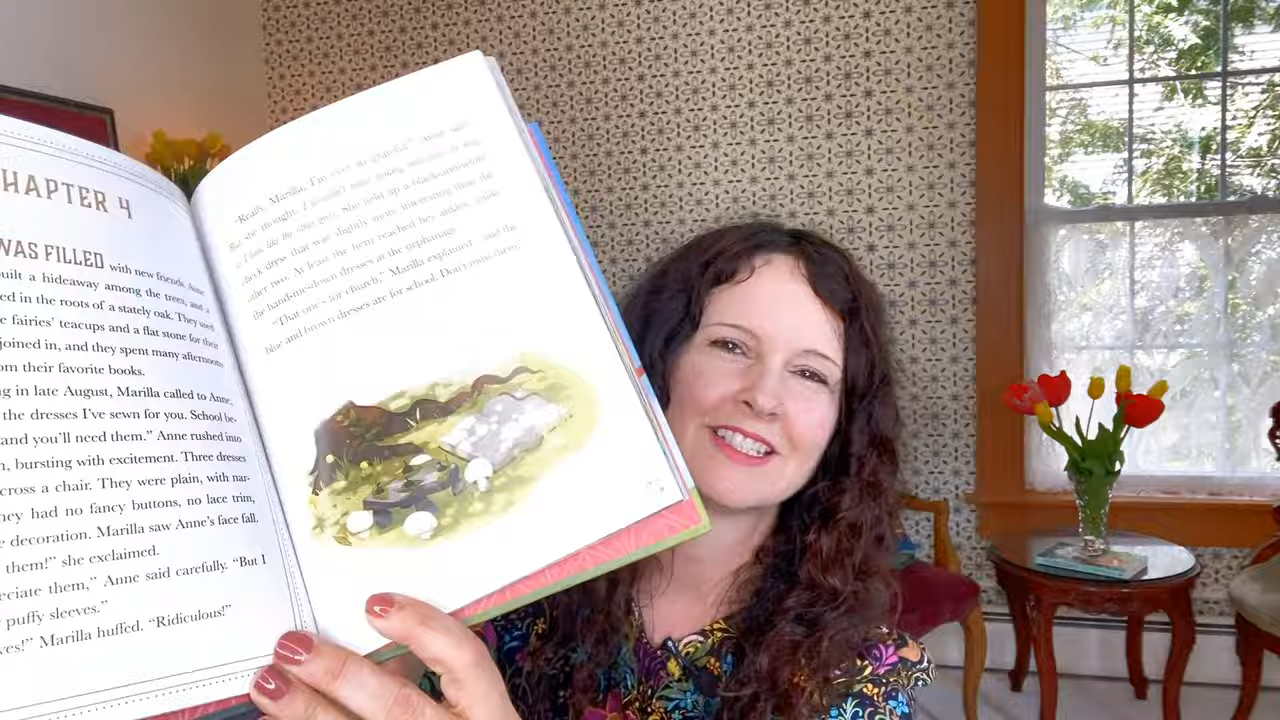 HAPTER 4
WAS FILLED with new friends. Anne
uilt a hideaway among the trees, and a
ed in the roots of a stately oak. They used
e fairies' teacups and a flat stone for their
joined in, and they spent many afternoons
om their favorite books.
ng in late August, Marilla called to Anne.
the dresses I've sewn for you. School be-
and you'll need them." Anne rushed into
n, bursting with excitement. Three dresses
cross a chair. They were plain, with nar-
hey had no fancy buttons, no lace trim,
e decoration. Marilla saw Anne's face fall.
them!" she exclaimed.
eciate them," Anne said carefully. "But I
puffy sleeves."
ves!" Marilla huffed. "Ridiculous!"
"Really, Marilla, I'm ever so grateful," Anne said.
But she thought, I wouldn't mind looking
I look like the other girls. She held up a black-and-white
check dress that was slightly more interesting than the
other two. At least the hem reached her ankles, unlike
the hand-me-down dresses at the orphanage.
"That one's for church," Marilla explained, "and the
blue and brown dresses are for school. Don't muss them,"